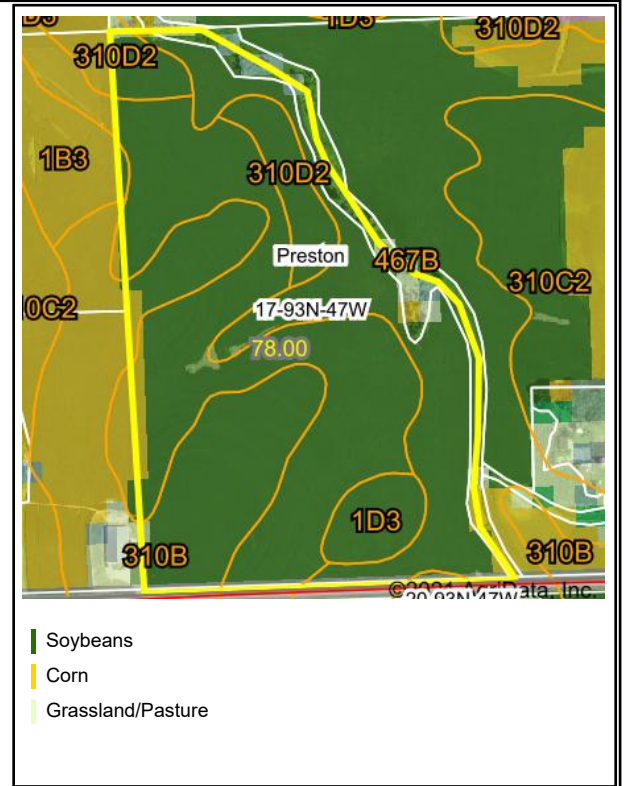 1D3
310D2
310D2
1B3
310D2
Preston
467B
310C2
0C2
17-93N-47W
78.00
1D3
310B
310B
©2021 AgriData, Inc.
20-93N-47W
Soybeans
Corn
Grassland/Pasture